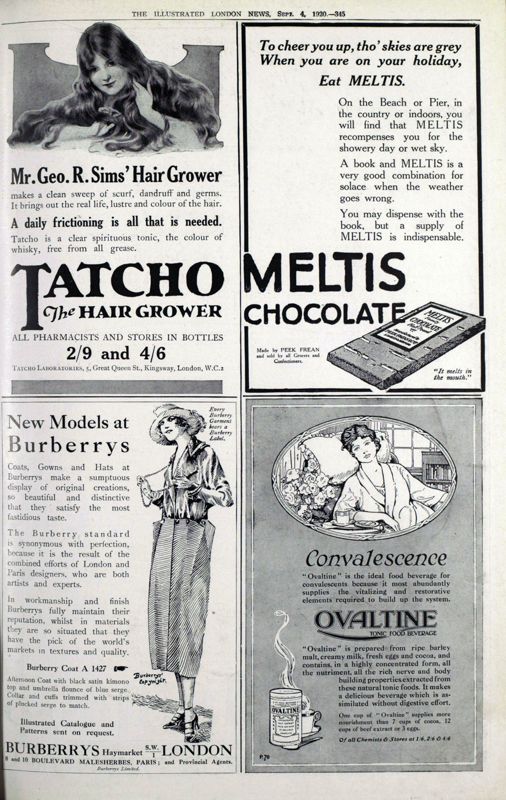 THE ILLUSTRATED LONDON NEWS, SEPT. 4, 1920.—345
Mr. Geo. R. Sims' Hair Grower
makes a clean sweep of scurf, dandruff and germs.
It brings out the real life, lustre and colour of the hair.
A daily frictioning is all that is needed.
Tatcho is a clear spirituous tonic, the colour of
whisky, free from all grease.
TATCHO
The HAIR GROWER
ALL PHARMACISTS AND STORES IN BOTTLES
2/9 and 4/6
TATCHO LABORATORIES, 5, Great Queen St., Kingsway, London, W.C.2
To cheer you up, tho' skies are grey
When you are on your holiday,
Eat MELTIS.
On the Beach or Pier, in
the country or indoors, you
will find that MELTIS
recompenses you for the
showery day or wet sky.
A book and MELTIS is a
very good combination for
solace when the weather
goes wrong.
You may dispense with the
book, but a supply of
MELTIS is indispensable.
MELTIS
CHOCOLATE
Made by PEEK FREAN
and sold by all Grocers and
Confectioners.
MELTIS
CHOCOLATE
"It melts in
the mouth."
New Models at
Burberrys
Every
Burberry
Garment
bears a
Burberry
Label.
Coats, Gowns and Hats at
Burberrys make a sumptuous
display of original creations,
so beautiful and distinctive
that they satisfy the most
fastidious taste.
The Burberry standard
is synonymous with perfection,
because it is the result of the
combined efforts of London and
Paris designers, who are both
artists and experts.
In workmanship and finish
Burberrys fully maintain their
reputation, whilst in materials
they are so situated that they
have the pick of the world's
markets in textures and quality.
Burberry Coat A 1427
Afternoon Coat with black satin kimono
top and umbrella flounce of blue serge.
Collar and cuffs trimmed with strips
of plucked serge to match.
Burberrys'
Copyright.
Illustrated Catalogue and
Patterns sent on request.
BURBERRYS Haymarket S.W.1 LONDON
8 and 10 BOULEVARD MALESHERBES, PARIS; and Provincial Agents.
Burberrys Limited.
Convalescence
"Ovaltine" is the ideal food beverage for
convalescents because it most abundantly
supplies the vitalizing and restorative
elements required to build up the system.
OVALTINE
TONIC FOOD BEVERAGE
"Ovaltine" is prepared from ripe barley
malt, creamy milk, fresh eggs and cocoa, and
contains, in a highly concentrated form, all
the nutriment, all the rich nerve and body
building properties extracted from
these natural tonic foods. It makes
a delicious beverage which is as-
similated without digestive effort.
OVALTINE
One cup of "Ovaltine" supplies more
nourishment than 7 cups of cocoa, 12
cups of beef extract or 3 eggs.
Of all Chemists & Stores at 1/6, 2/6 & 4/6
P.70